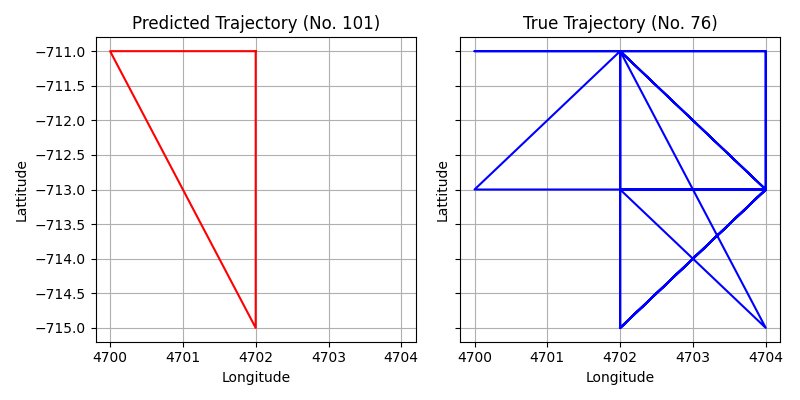 Predicted Trajectory (No. 101)
True Trajectory (No. 76)
−711.0
−711.5
−712.0
−712.5
−713.0
−713.5
−714.0
−714.5
−715.0
Lattitude
Lattitude
4700 4701 4702 4703 4704
4700 4701 4702 4703 4704
Longitude
Longitude